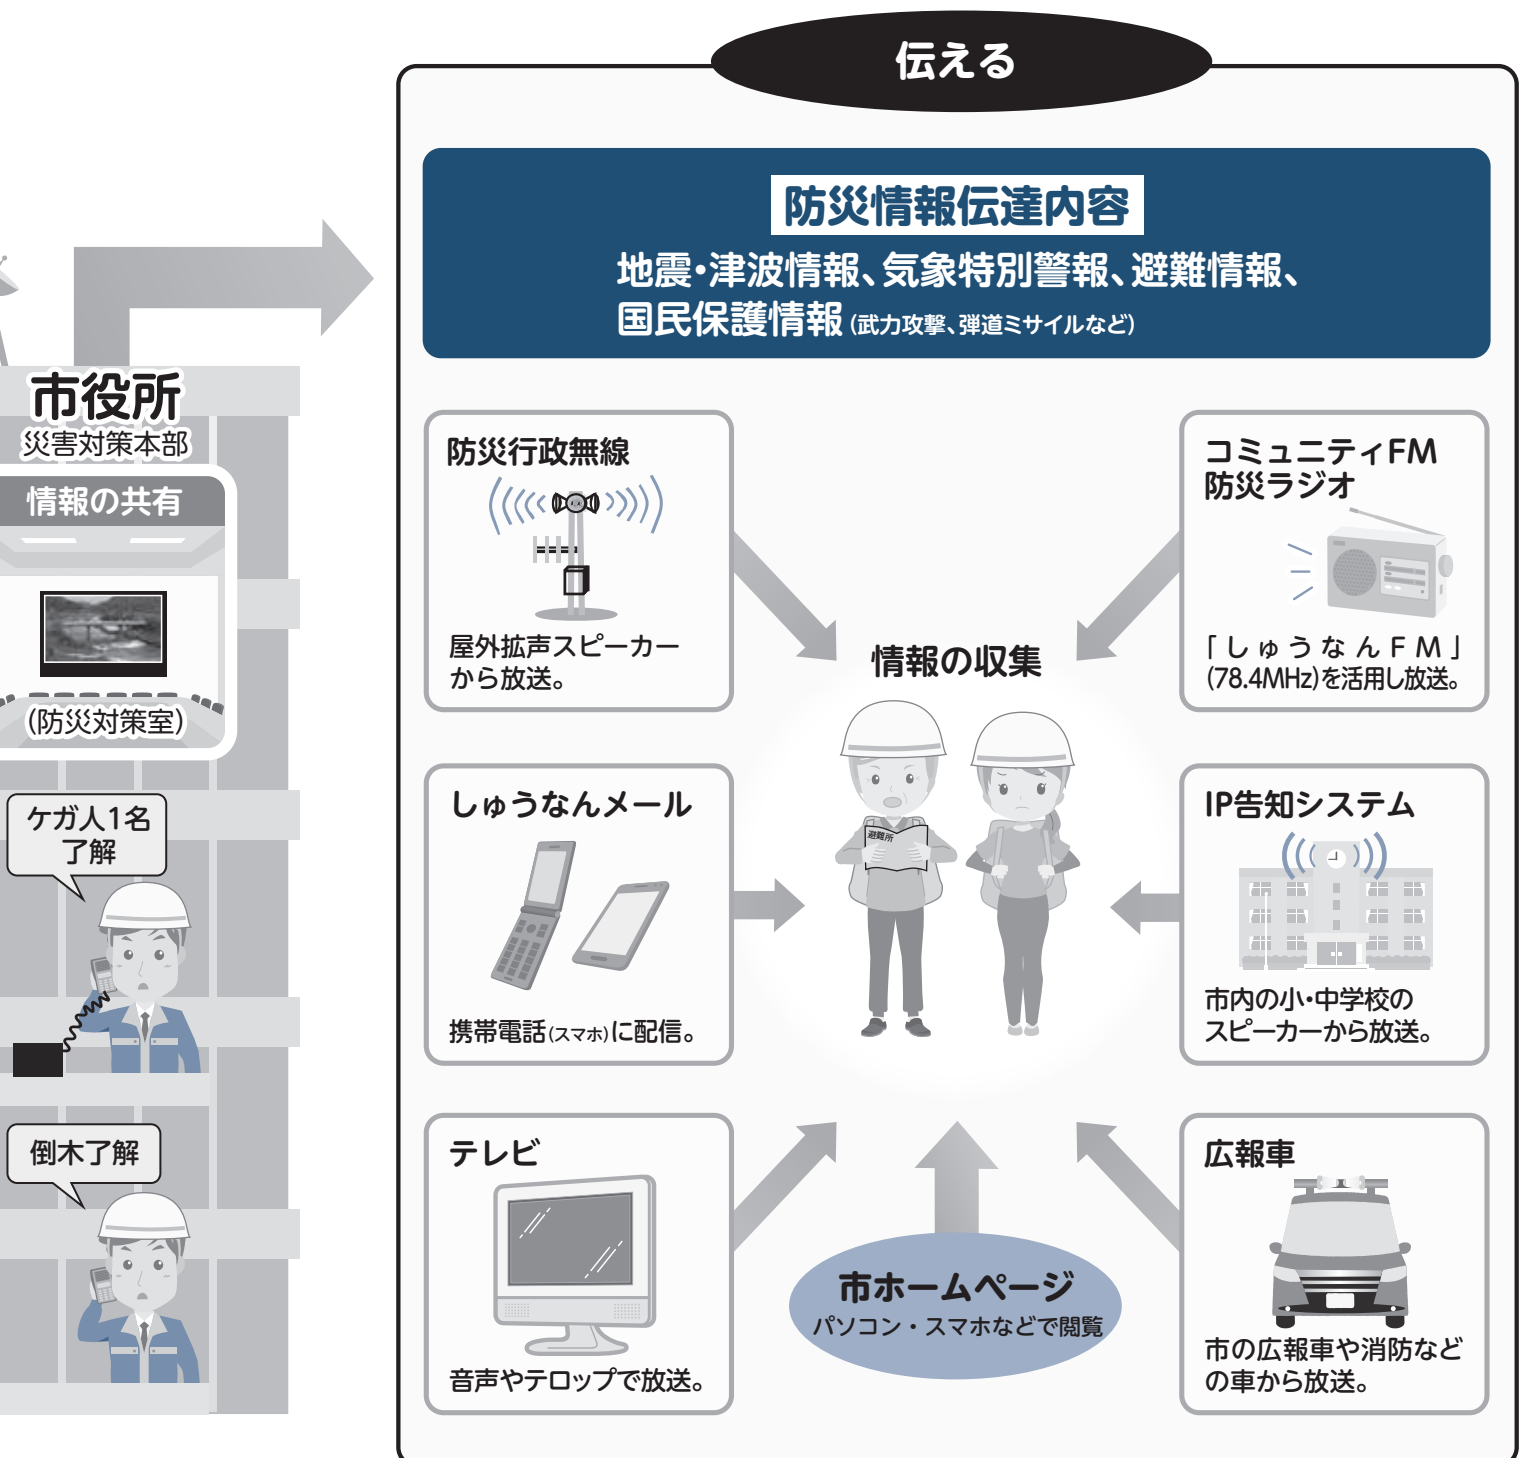 伝える
防災情報伝達内容
地震・津波情報、気象特別警報、避難情報、
国民保護情報(武力攻撃、弾道ミサイルなど)
市役所
災害対策本部
情報の共有
(防災対策室)
ケガ人1名
了解
倒木了解
防災行政無線
屋外拡声スピーカー
から放送。
コミュニティFM
防災ラジオ
「しゅうなんFM」
(78.4MHz)を活用し放送。
情報の収集
避難所
しゅうなんメール
携帯電話(スマホ)に配信。
IP告知システム
市内の小・中学校の
スピーカーから放送。
テレビ
音声やテロップで放送。
市ホームページ
パソコン・スマホなどで閲覧
広報車
市の広報車や消防など
の車から放送。